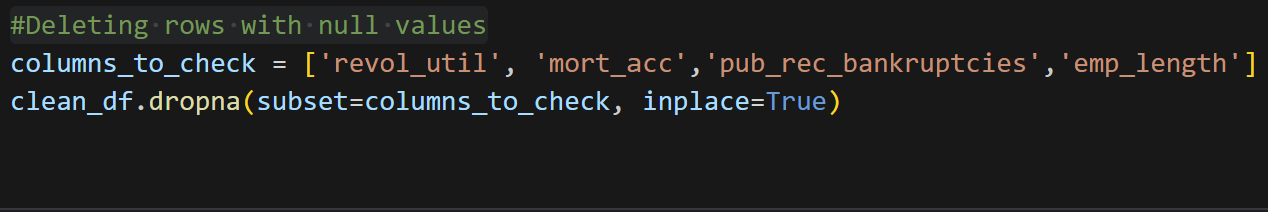 #Deleting rows with null values
columns_to_check = ['revol_util', 'mort_acc','pub_rec_bankruptcies','emp_length']
clean_df.dropna(subset=columns_to_check, inplace=True)